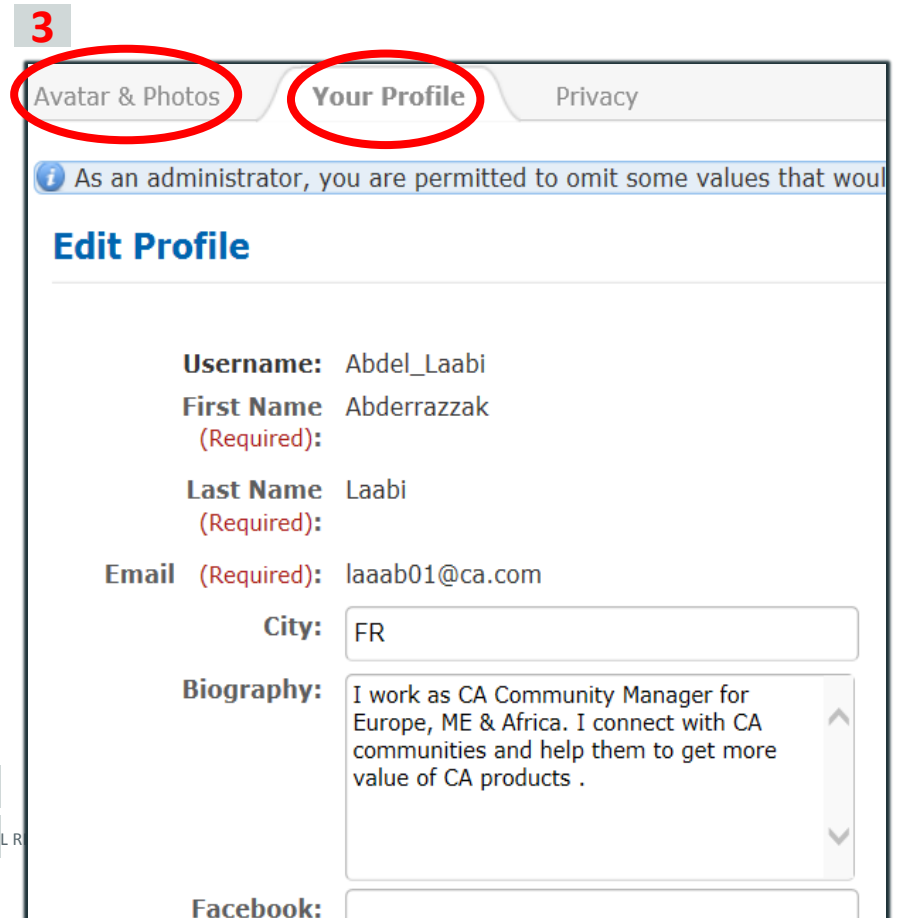 3
Avatar & Photos Your Profile Privacy
As an administrator, you are permitted to omit some values that woul
Edit Profile
Username: Abdel_Laabi
First Name Abderrazzak
(Required):
Last Name Laabi
(Required):
Email (Required): laaab01@ca.com
City: FR
Biography: I work as CA Community Manager for
Europe, ME & Africa. I connect with CA
communities and help them to get more
value of CA products .
L R
Facebook: